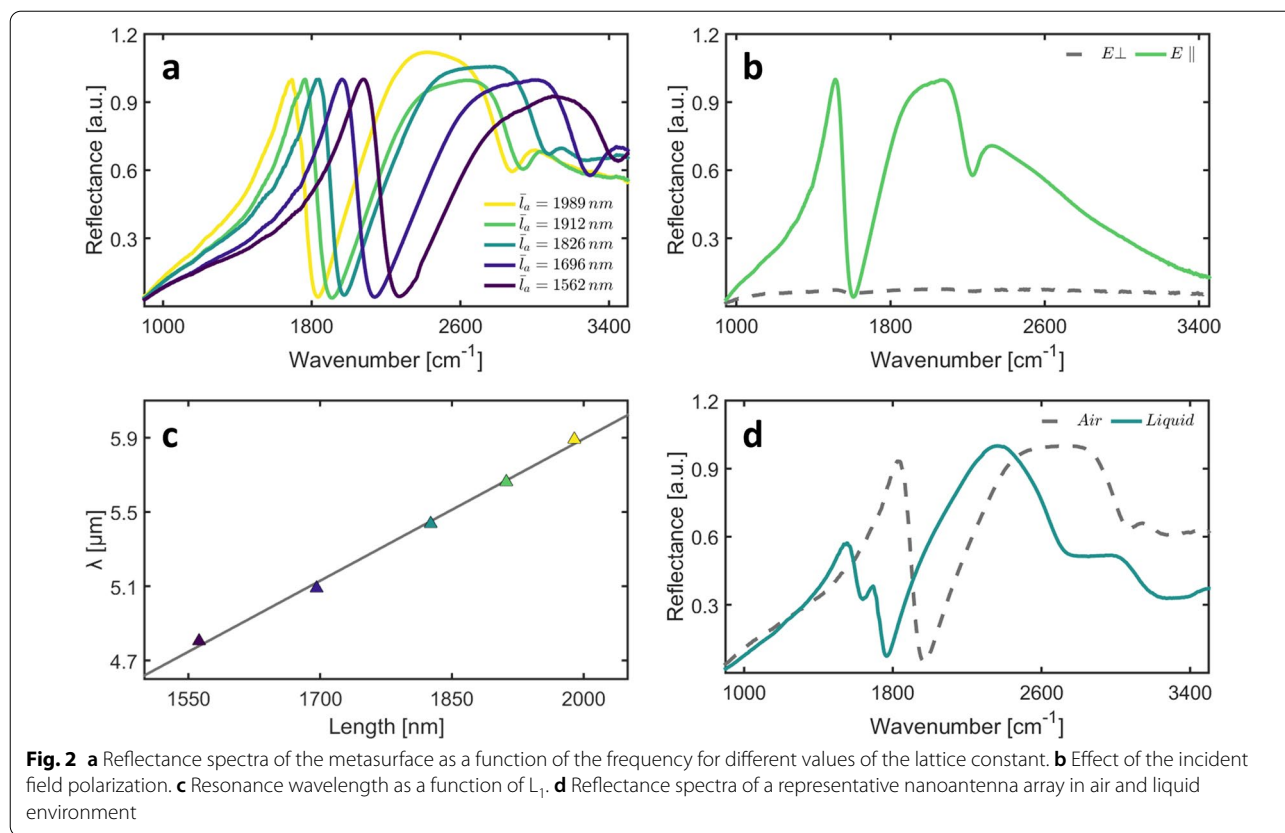 1.2
0.9
0.6
0.3
Reflectance [a.u.]
a
l̄ₐ = 1989 nm
l̄ₐ = 1912 nm
l̄ₐ = 1826 nm
l̄ₐ = 1696 nm
l̄ₐ = 1562 nm
1000 1800 2600 3400
Wavenumber [cm⁻¹]
1.2
0.9
0.6
0.3
Reflectance [a.u.]
b
E⊥ E ∥
1000 1800 2600 3400
Wavenumber [cm⁻¹]
5.9
5.5
5.1
4.7
λ [μm]
c
1550 1700 1850 2000
Length [nm]
1.2
0.9
0.6
0.3
Reflectance [a.u.]
d
Air Liquid
1000 1800 2600 3400
Wavenumber [cm⁻¹]
Fig. 2 a Reflectance spectra of the metasurface as a function of the frequency for different values of the lattice constant. b Effect of the incident
field polarization. c Resonance wavelength as a function of L₁. d Reflectance spectra of a representative nanoantenna array in air and liquid
environment